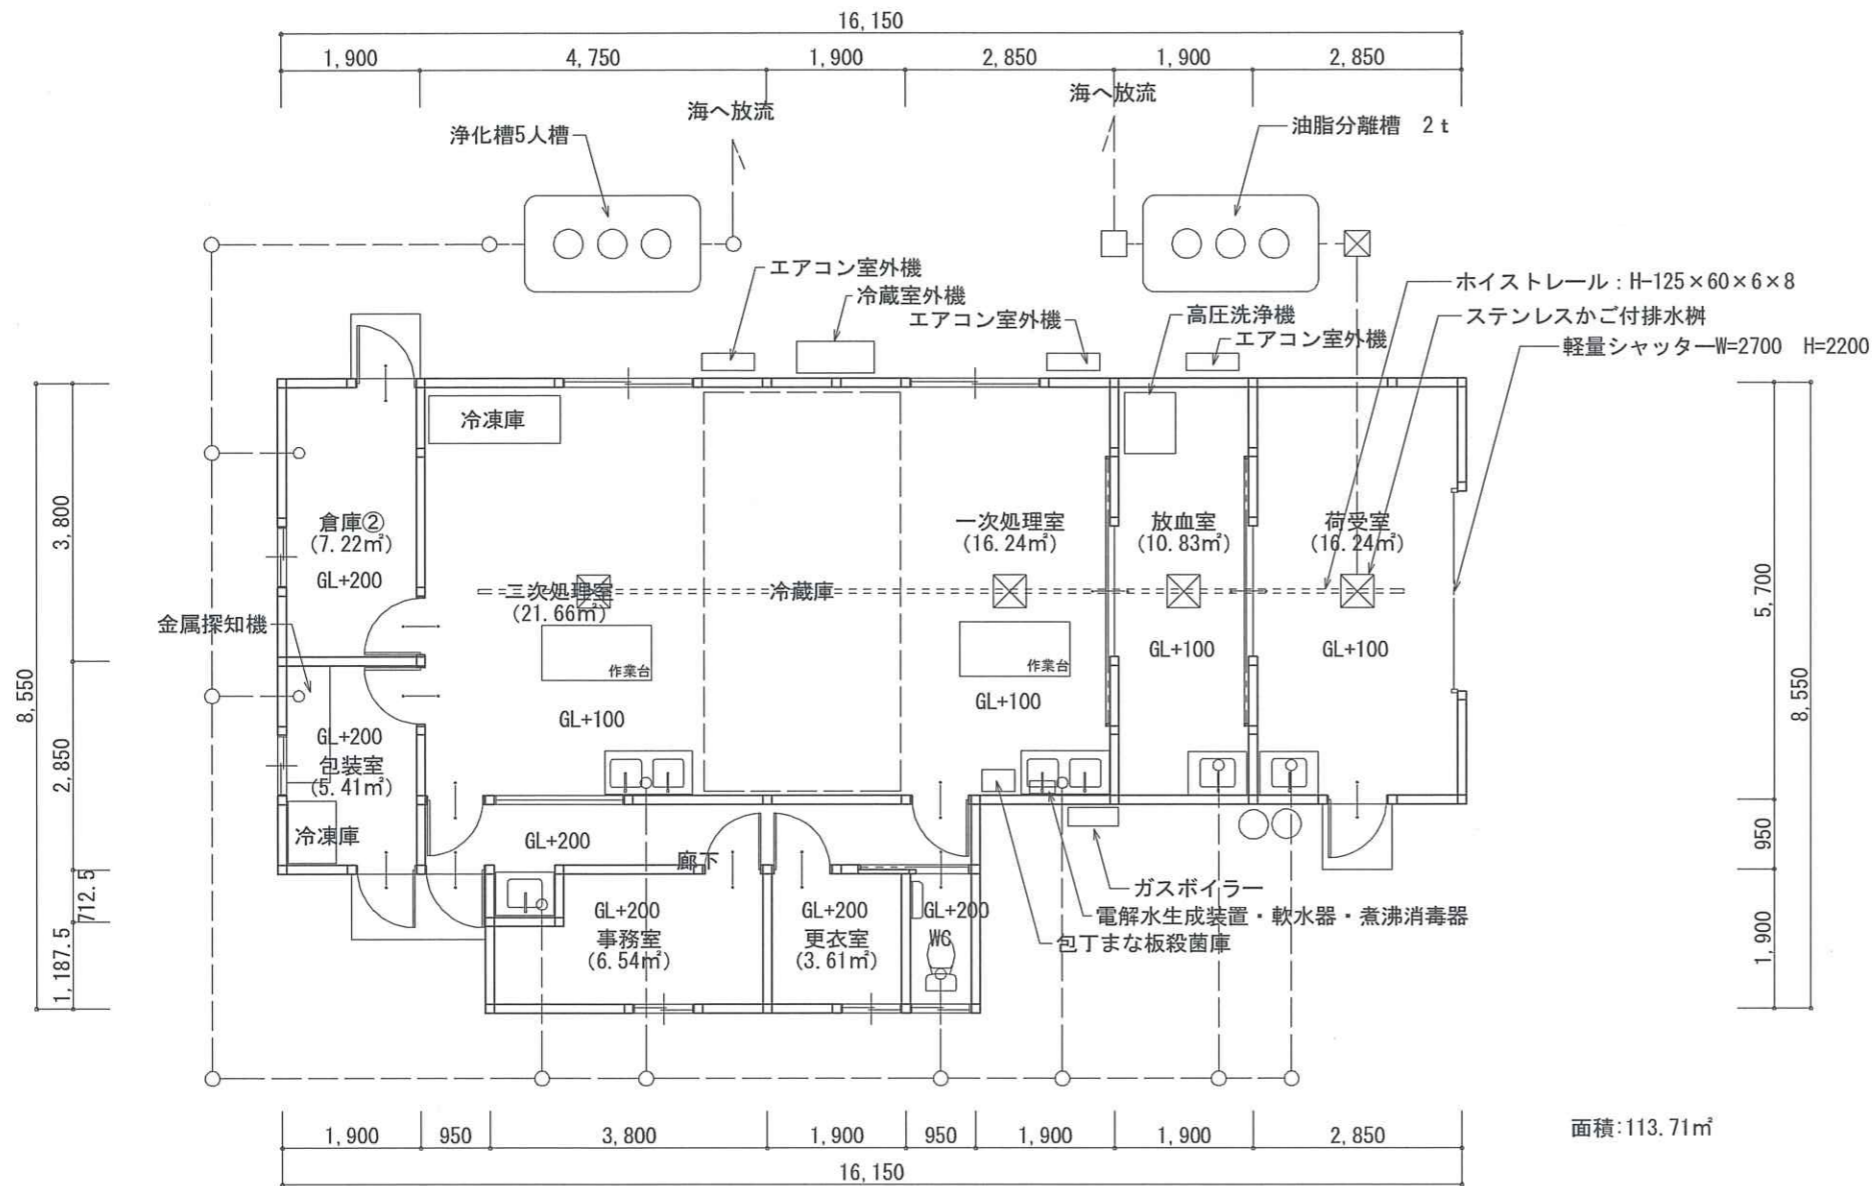 16,150
1,900 4,750 1,900 2,850 1,900 2,850
海へ放流
海へ放流
浄化槽5人槽
油脂分離槽 2t
エアコン室外機
冷蔵室外機
エアコン室外機
高圧洗浄機
エアコン室外機
ホイストレール：H-125×60×6×8
ステンレスかご付排水桝
軽量シャッターW=2700 H=2200
冷凍庫
倉庫②
(7.22㎡)
GL+200
一次処理室
(16.24㎡)
放血室
(10.83㎡)
荷受室
(16.24㎡)
二次処理室
(21.66㎡)
冷蔵庫
金属探知機
作業台
作業台
GL+100
GL+100
GL+100
GL+100
GL+200
包装室
(5.41㎡)
冷凍庫
GL+200
廊下
GL+200
事務室
(6.54㎡)
GL+200
更衣室
(3.61㎡)
GL+200
WC
ガスボイラー
電解水生成装置・軟水器・煮沸消毒器
包丁まな板殺菌庫
8,550
3,800
2,850
712.5
1,187.5
5,700
950
1,900
8,550
1,900 950 3,800 1,900 950 1,900 1,900 2,850
16,150
面積:113.71㎡